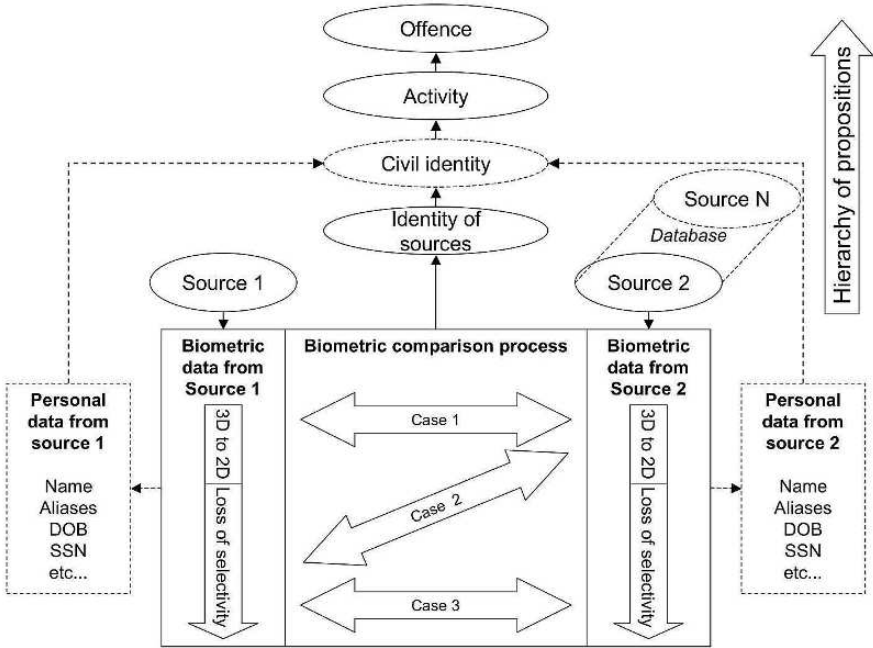 Offence
Activity
Civil identity
Identity of
sources
Source N
Database
Source 1
Source 2
Hierarchy of propositions
Biometric
data from
Source 1
Biometric comparison process
Biometric
data from
Source 2
Personal
data from
source 1
Name
Aliases
DOB
SSN
etc...
3D to 2D
Loss of selectivity
Case 1
Case 2
Case 3
3D to 2D
Loss of selectivity
Personal
data from
source 2
Name
Aliases
DOB
SSN
etc...